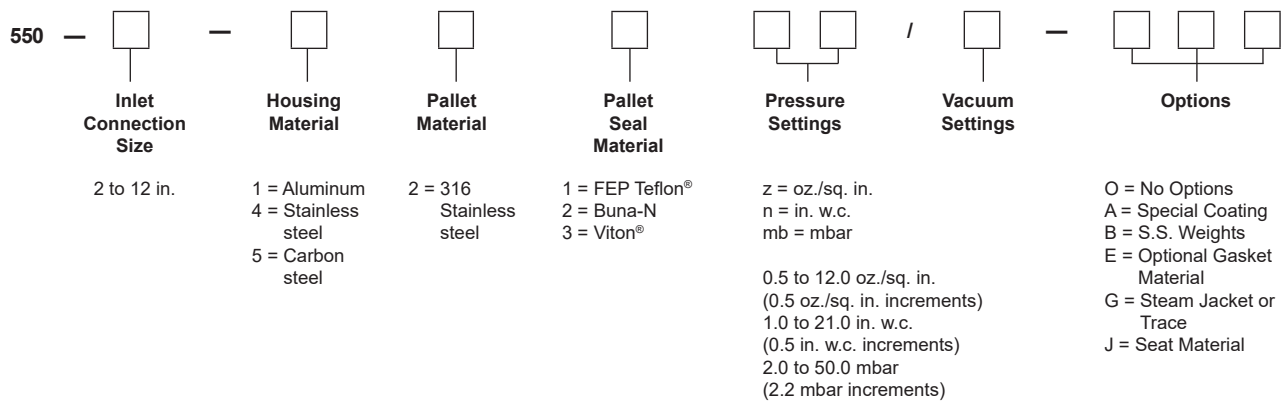 550 — — / —
Inlet
Connection
Size
2 to 12 in.
Housing
Material
1 = Aluminum
4 = Stainless
steel
5 = Carbon
steel
Pallet
Material
2 = 316
Stainless
steel
Pallet
Seal
Material
1 = FEP Teflon®
2 = Buna-N
3 = Viton®
Pressure
Settings
z = oz./sq. in.
n = in. w.c.
mb = mbar
0.5 to 12.0 oz./sq. in.
(0.5 oz./sq. in. increments)
1.0 to 21.0 in. w.c.
(0.5 in. w.c. increments)
2.0 to 50.0 mbar
(2.2 mbar increments)
Vacuum
Settings
Options
O = No Options
A = Special Coating
B = S.S. Weights
E = Optional Gasket
Material
G = Steam Jacket or
Trace
J = Seat Material